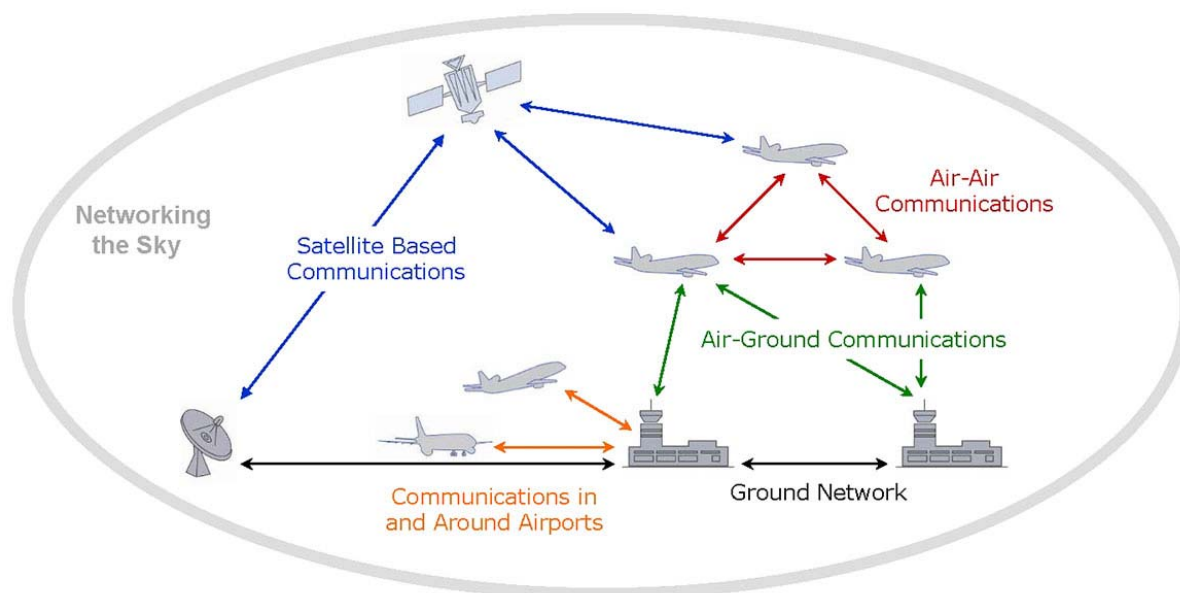 Networking
the Sky
Satellite Based
Communications
Air-Air
Communications
Air-Ground Communications
Communications in
and Around Airports
Ground Network